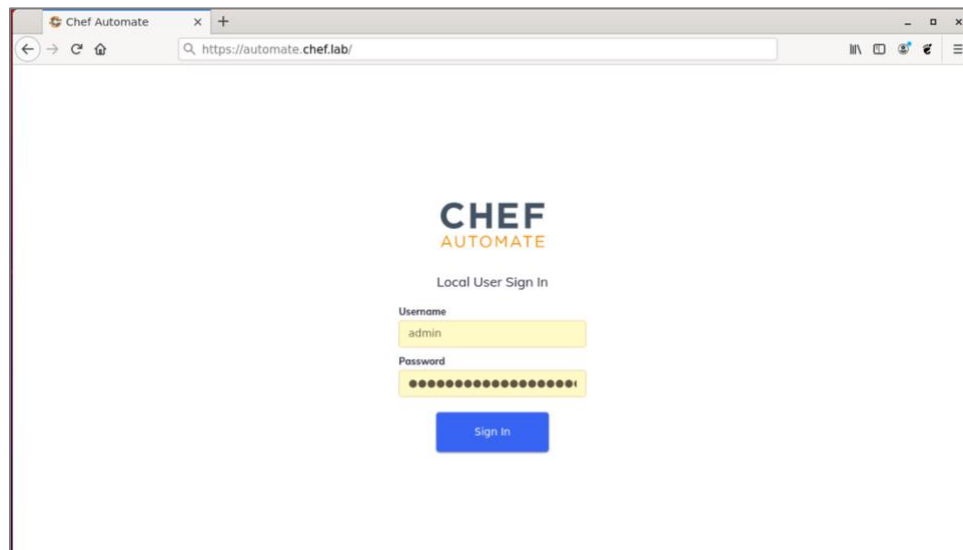 Chef Automate
https://automate.chef.lab/
CHEF
AUTOMATE
Local User Sign In
Username
admin
Password
Sign In